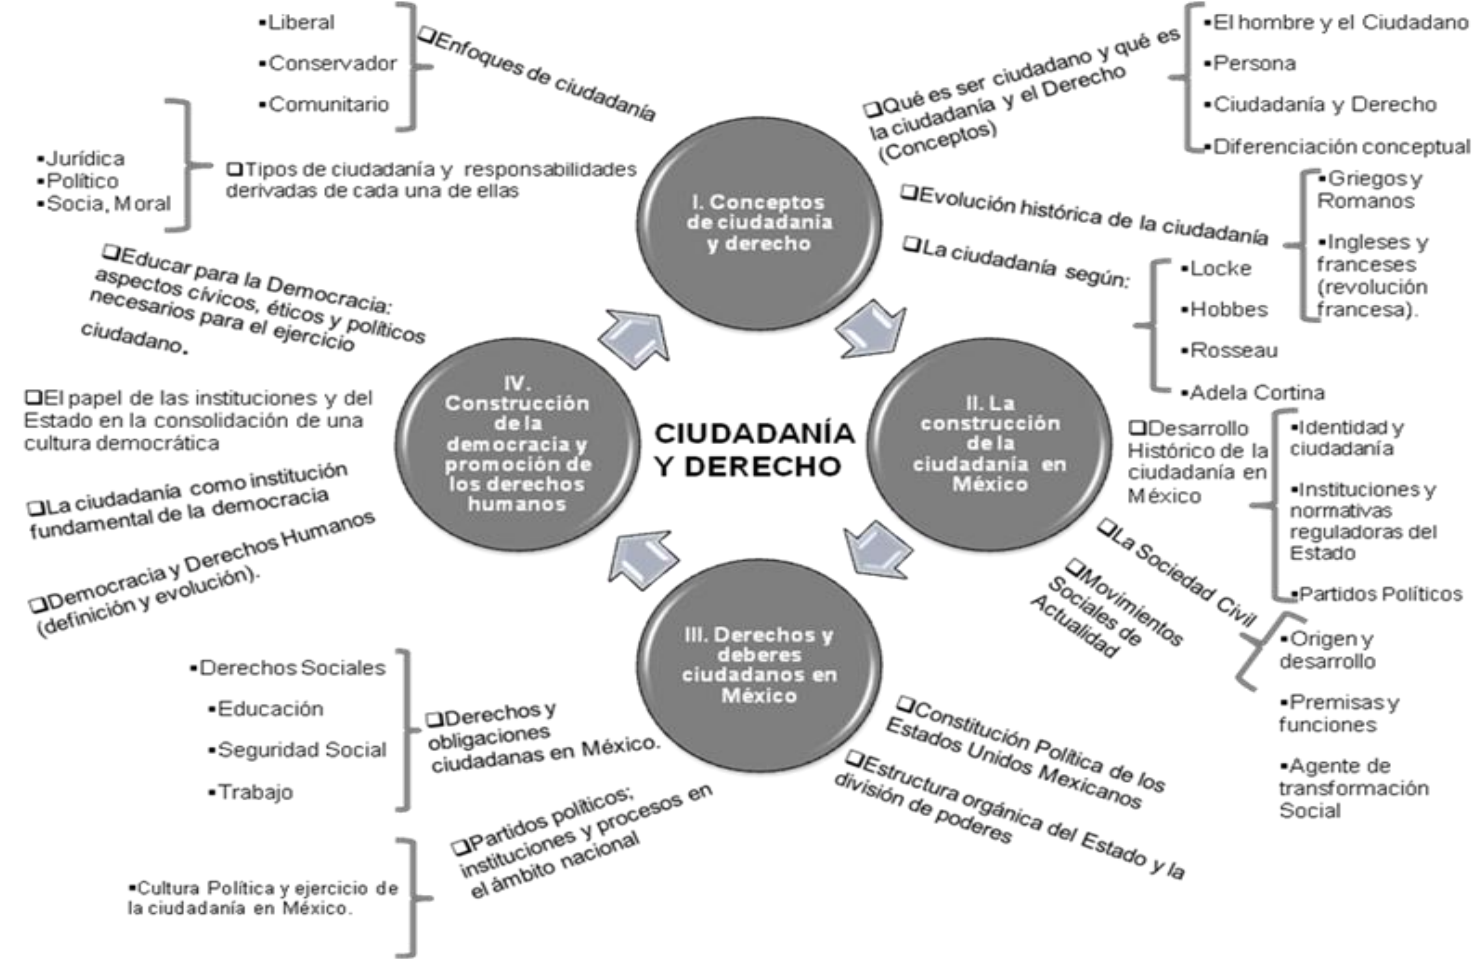 ▪Liberal
▪Conservador
▪Comunitario
❑Enfoques de ciudadanía
❑Qué es ser ciudadano y qué es
la ciudadanía y el Derecho
(Conceptos)
▪El hombre y el Ciudadano
▪Persona
▪Ciudadanía y Derecho
▪Diferenciación conceptual
▪Jurídica
▪Político
▪Socia, Moral
❑Tipos de ciudadanía y responsabilidades
derivadas de cada una de ellas
I. Conceptos
de ciudadanía
y derecho
❑Evolución histórica de la ciudadanía
▪Griegos y
Romanos
▪Ingleses y
franceses
(revolución
francesa).
❑La ciudadanía según:
▪Locke
▪Hobbes
▪Rosseau
▪Adela Cortina
❑Educar para la Democracia:
aspectos cívicos, éticos y políticos
necesarios para el ejercicio
ciudadano.
❑El papel de las instituciones y del
Estado en la consolidación de una
cultura democrática
❑La ciudadanía como institución
fundamental de la democracia
❑Democracia y Derechos Humanos
(definición y evolución).
IV.
Construcción
de la
democracia y
promoción de
los derechos
humanos
CIUDADANÍA
Y DERECHO
II. La
construcción
de la
ciudadanía en
México
❑Desarrollo
Histórico de la
ciudadanía en
México
▪Identidad y
ciudadanía
▪Instituciones y
normativas
reguladoras del
Estado
▪Partidos Políticos
❑La Sociedad Civil
▪Origen y
desarrollo
▪Premisas y
funciones
▪Agente de
transformación
Social
❑Movimientos
Sociales de
Actualidad
III. Derechos y
deberes
ciudadanos en
México
❑Constitución Política de los
Estados Unidos Mexicanos
❑Estructura orgánica del Estado y la
división de poderes
▪Derechos Sociales
▪Educación
▪Seguridad Social
▪Trabajo
❑Derechos y
obligaciones
ciudadanas en México.
❑Partidos políticos;
instituciones y procesos en
el ámbito nacional
▪Cultura Política y ejercicio de
la ciudadanía en México.